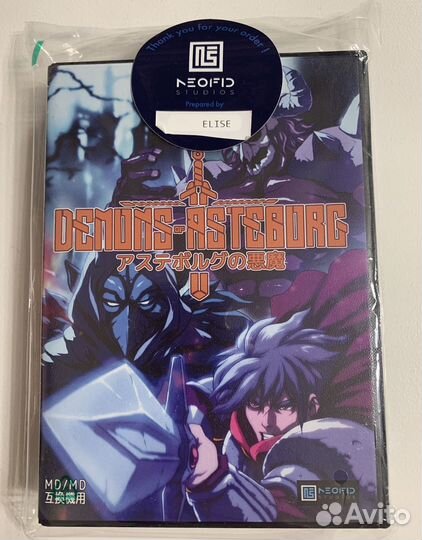 Thank you for your order !
NEOFID
STUDIOS
Prepared by
ELISE
DEMONS OF ASTEBORG
アステボルグの悪魔
MD/MD
互換機用
NEOFID
STUDIOS
Avito